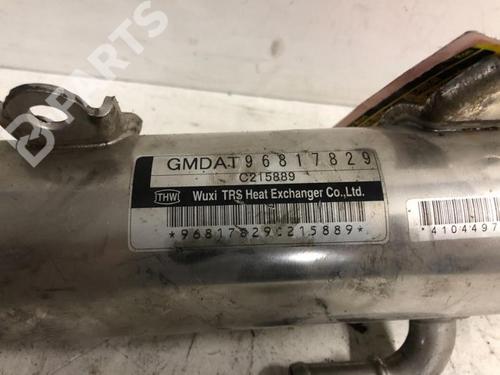 B-PARTS
GMDAT96817829
C215889
THW Wuxi TRS Heat Exchanger Co.,Ltd.
*96817829C215889*
4104497